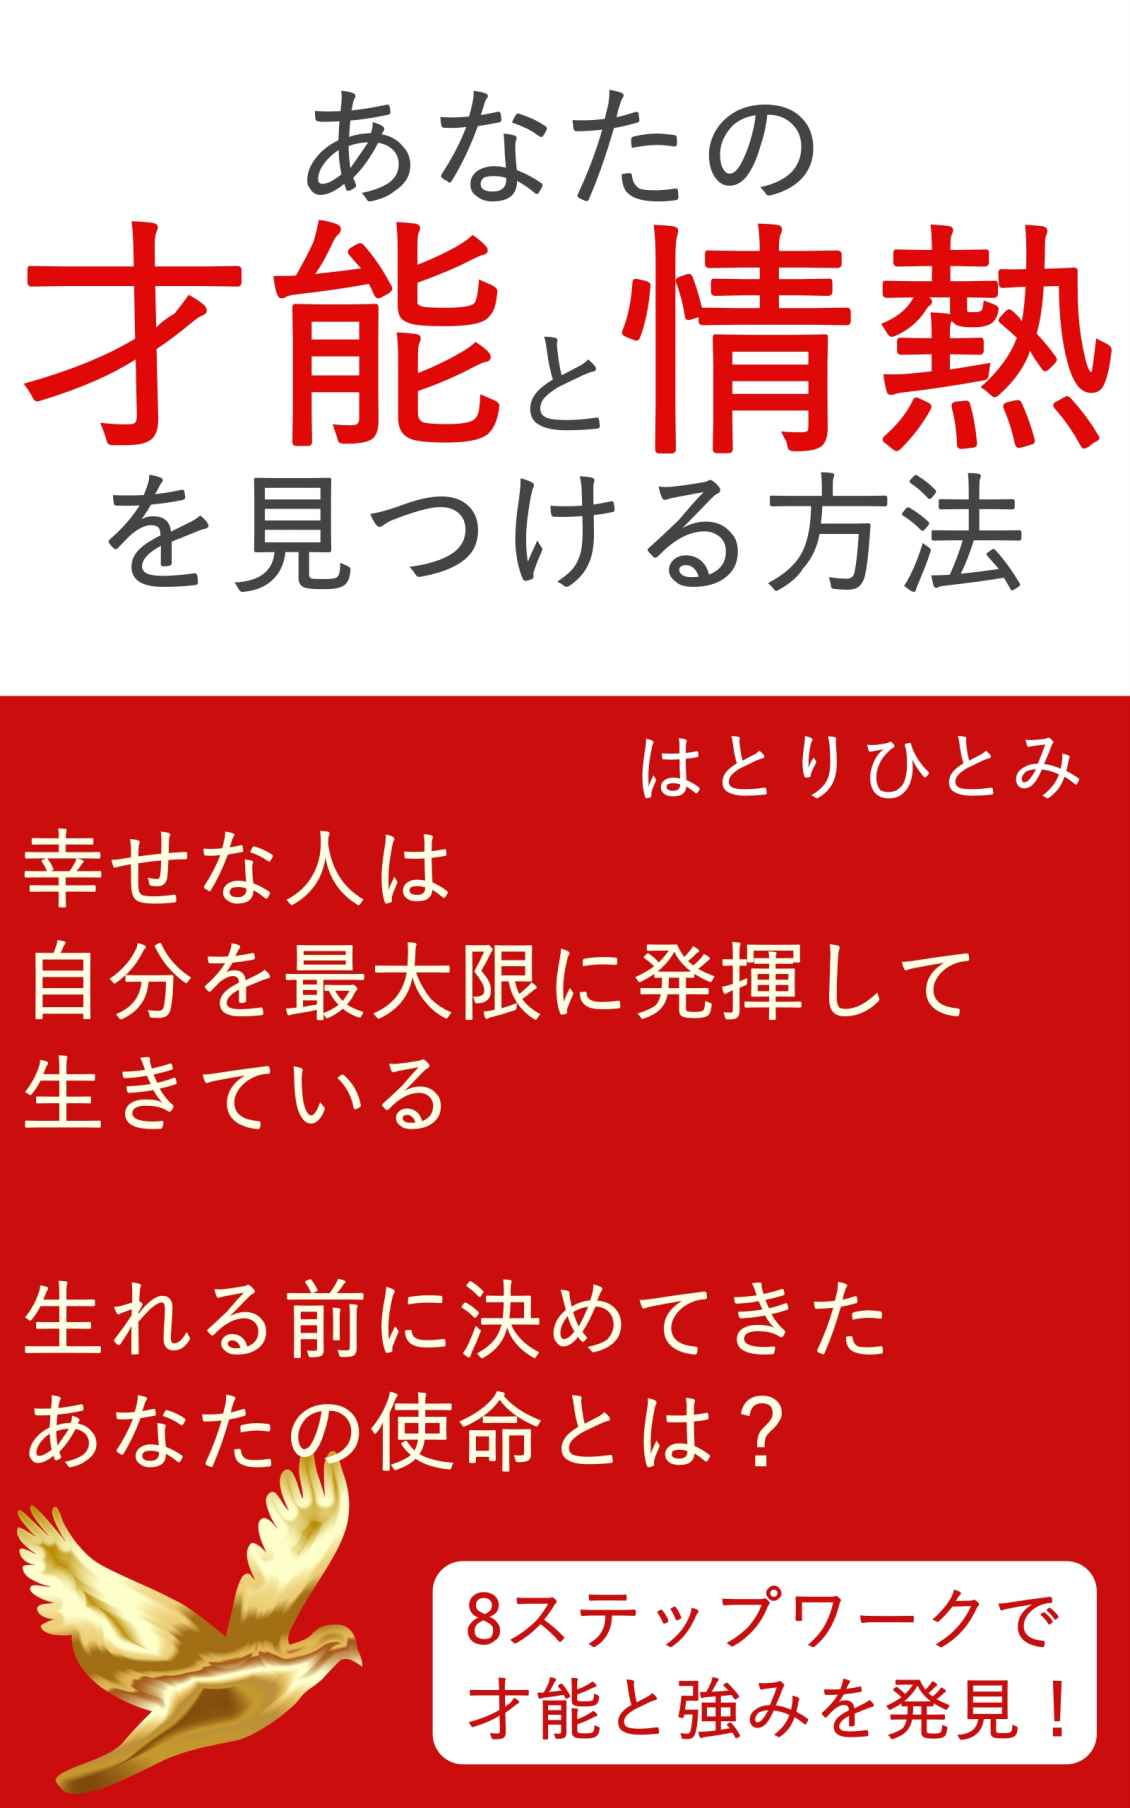 あなたの
才能と情熱
を見つける方法
はとりひとみ
幸せな人は
自分を最大限に発揮して
生きている
生れる前に決めてきた
あなたの使命とは？
8ステップワークで
才能と強みを発見！